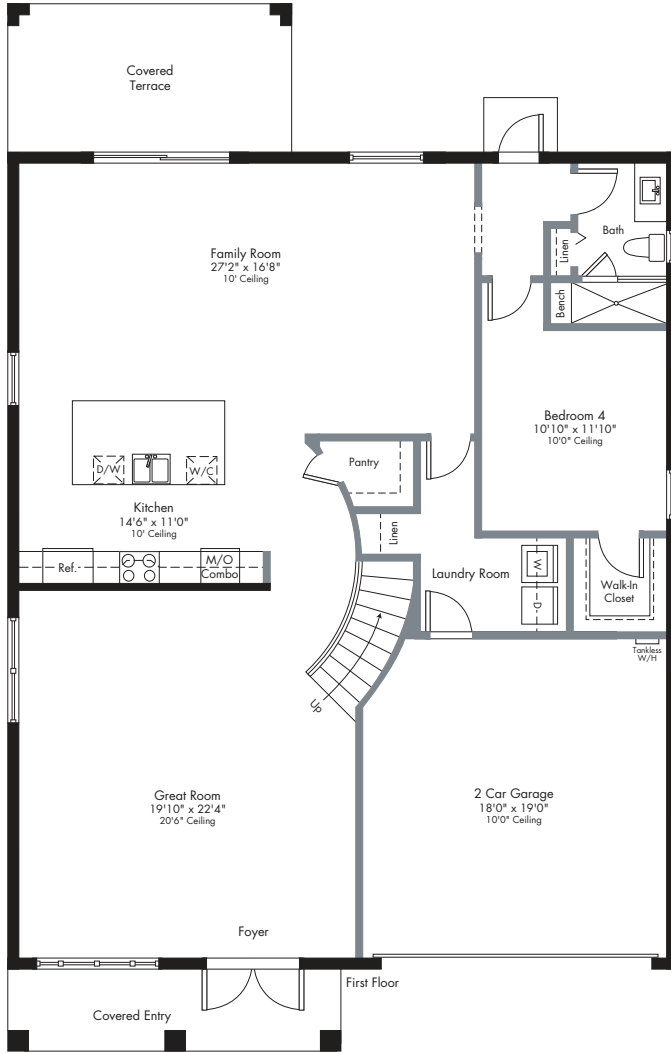 Covered
Terrace
Family Room
27'2" x 16'8"
10' Ceiling
Bath
Linen
Bench
Bedroom 4
10'10" x 11'10"
10'0" Ceiling
D/W
W/C
Pantry
Kitchen
14'6" x 11'0"
10' Ceiling
Linen
Ref.
M/O
Combo
Laundry Room
W
D
Walk-In
Closet
Tankless
W/H
UP
Great Room
19'10" x 22'4"
20'6" Ceiling
2 Car Garage
18'0" x 19'0"
10'0" Ceiling
Foyer
First Floor
Covered Entry